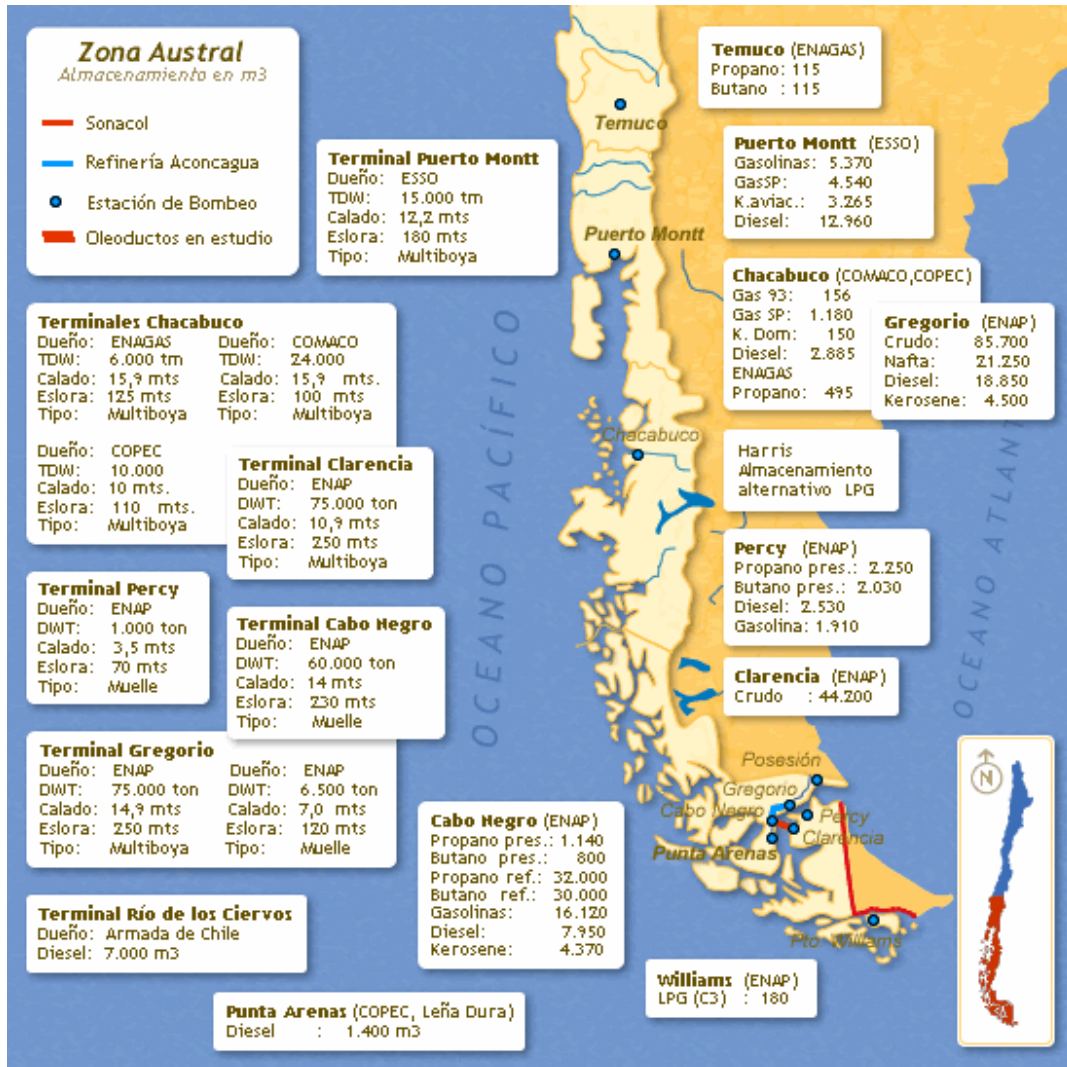 Zona Austral
Almacenamiento en m3
Sonacol
Refinería Aconcagua
Estación de Bombeo
Oleoductos en estudio
Terminal Puerto Montt
Dueño: ESSO
TDW: 15.000 tm
Calado: 12,2 mts
Eslora: 180 mts
Tipo: Multiboya
Temuco (ENAGAS)
Propano: 115
Butano : 115
Puerto Montt (ESSO)
Gasolinas: 5.370
GasSP: 4.540
K.aviac.: 3.265
Diesel: 12.960
Chacabuco (COMACO,COPEC)
Gas 93: 156
Gas SP: 1.180
K. Dom: 150
Diesel: 2.885
ENAGAS
Propano: 495
Gregorio (ENAP)
Crudo: 85.700
Nafta: 21.250
Diesel: 18.850
Kerosene: 4.500
Terminales Chacabuco
Dueño: ENAGAS Dueño: COMACO
TDW: 6.000 tm TDW: 24.000
Calado: 15,9 mts Calado: 15,9 mts.
Eslora: 125 mts Eslora: 100 mts
Tipo: Multiboya Tipo: Multiboya
Dueño: COPEC
TDW: 10.000
Calado: 10 mts.
Eslora: 110 mts.
Tipo: Multiboya
Terminal Clarencia
Dueño: ENAP
DWT: 75.000 ton
Calado: 10,9 mts
Eslora: 250 mts
Tipo: Multiboya
Harris
Almacenamiento
alternativo LPG
Percy (ENAP)
Propano pres.: 2.250
Butano pres.: 2.030
Diesel: 2.530
Gasolina: 1.910
Terminal Percy
Dueño: ENAP
DWT: 1.000 ton
Calado: 3,5 mts
Eslora: 70 mts
Tipo: Muelle
Terminal Cabo Negro
Dueño: ENAP
DWT: 60.000 ton
Calado: 14 mts
Eslora: 230 mts
Tipo: Muelle
Clarencia (ENAP)
Crudo : 44.200
Terminal Gregorio
Dueño: ENAP Dueño: ENAP
DWT: 75.000 ton DWT: 6.500 ton
Calado: 14,9 mts Calado: 7,0 mts
Eslora: 250 mts Eslora: 120 mts
Tipo: Multiboya Tipo: Muelle
Cabo Negro (ENAP)
Propano pres.: 1.140
Butano pres.: 800
Propano ref.: 32.000
Butano ref.: 30.000
Gasolinas: 16.120
Diesel: 7.950
Kerosene: 4.370
Terminal Río de los Ciervos
Dueño: Armada de Chile
Diesel: 7.000 m3
Williams (ENAP)
LPG (C3) : 180
Punta Arenas (COPEC, Leña Dura)
Diesel : 1.400 m3
Temuco
Puerto Montt
Chacabuco
Posesión
Gregorio
Cabo Negro
Percy
Clarencia
Punta Arenas
Pto. Williams
OCEANO PACÍFICO
OCEANO ATLANT
N